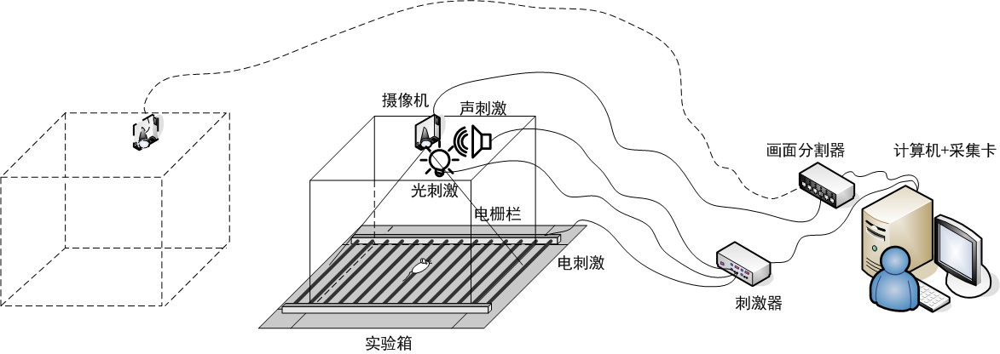 摄像机
声刺激
光刺激
电栅栏
电刺激
实验箱
画面分割器
计算机+采集卡
刺激器